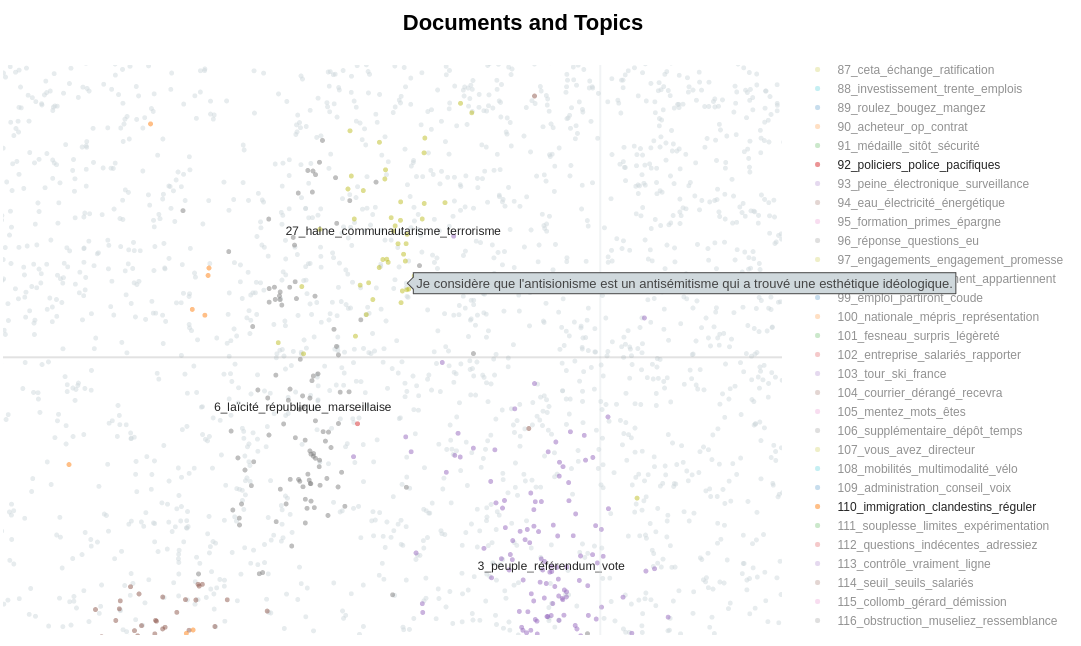 Documents and Topics
87_ceta_échange_ratification
88_investissement_trente_emplois
89_roulez_bougez_mangez
90_acheteur_op_contrat
91_médaille_sitôt_sécurité
92_policiers_police_pacifiques
93_peine_électronique_surveillance
94_eau_électricité_énergétique
95_formation_primes_épargne
27_haine_communautarisme_terrorisme
96_réponse_questions_eu
97_engagements_engagement_promesse
ent_appartiennent
Je considère que l'antisionisme est un antisémitisme qui a trouvé une esthétique idéologique.
99_emploi_partiront_coude
100_nationale_mépris_représentation
101_fesneau_surpris_légèreté
102_entreprise_salariés_rapporter
103_tour_ski_france
104_courrier_dérangé_recevra
6_laïcité_république_marseillaise
105_mentez_mots_êtes
106_supplémentaire_dépôt_temps
107_vous_avez_directeur
108_mobilités_multimodalité_vélo
109_administration_conseil_voix
110_immigration_clandestins_réguler
111_souplesse_limites_expérimentation
112_questions_indécentes_adressiez
3_peuple_référendum_vote
113_contrôle_vraiment_ligne
114_seuil_seuils_salariés
115_collomb_gérard_démission
116_obstruction_museliez_ressemblance